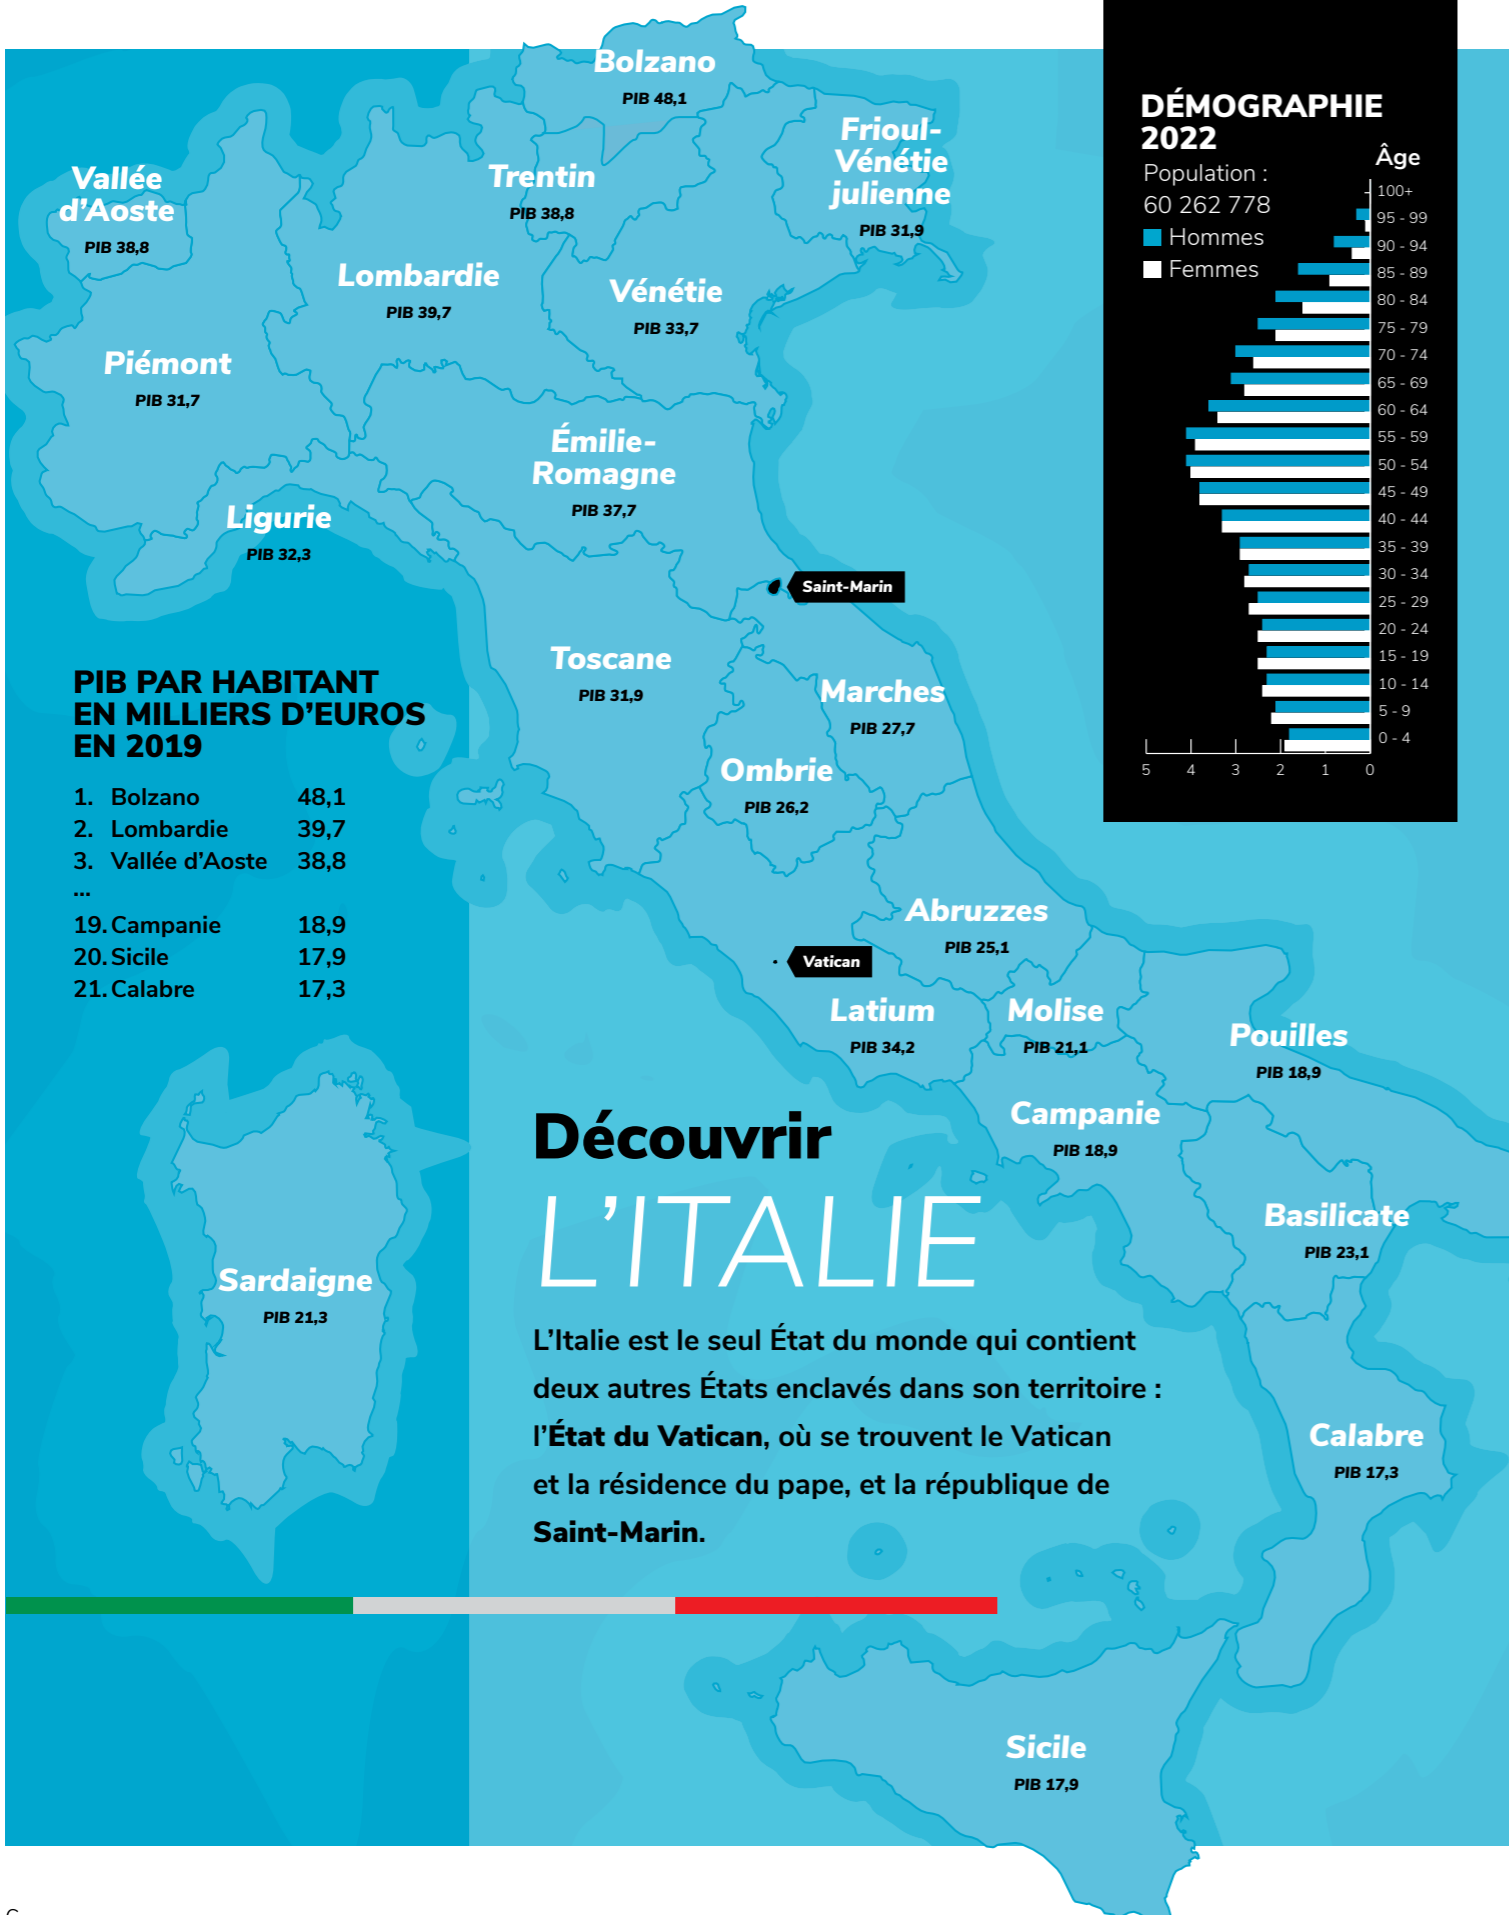 Bolzano
PIB 48,1
Frioul-
Vénétie
julienne
PIB 31,9
Vallée
d'Aoste
PIB 38,8
Trentin
PIB 38,8
Lombardie
PIB 39,7
Vénétie
PIB 33,7
Piémont
PIB 31,7
Émilie-
Romagne
PIB 37,7
Ligurie
PIB 32,3
Saint-Marin
Toscane
PIB 31,9
Marches
PIB 27,7
Ombrie
PIB 26,2
Abruzzes
PIB 25,1
Vatican
Latium
PIB 34,2
Molise
PIB 21,1
Pouilles
PIB 18,9
Campanie
PIB 18,9
Basilicate
PIB 23,1
Sardaigne
PIB 21,3
Calabre
PIB 17,3
Sicile
PIB 17,9
DÉMOGRAPHIE
2022
Population :
60 262 778
Hommes
Femmes
Âge
100+
95 - 99
90 - 94
85 - 89
80 - 84
75 - 79
70 - 74
65 - 69
60 - 64
55 - 59
50 - 54
45 - 49
40 - 44
35 - 39
30 - 34
25 - 29
20 - 24
15 - 19
10 - 14
5 - 9
0 - 4
5 4 3 2 1 0
PIB PAR HABITANT
EN MILLIERS D'EUROS
EN 2019
1. Bolzano 48,1
2. Lombardie 39,7
3. Vallée d'Aoste 38,8
...
19. Campanie 18,9
20. Sicile 17,9
21. Calabre 17,3
Découvrir
L'ITALIE
L'Italie est le seul État du monde qui contient
deux autres États enclavés dans son territoire :
l'État du Vatican, où se trouvent le Vatican
et la résidence du pape, et la république de
Saint-Marin.